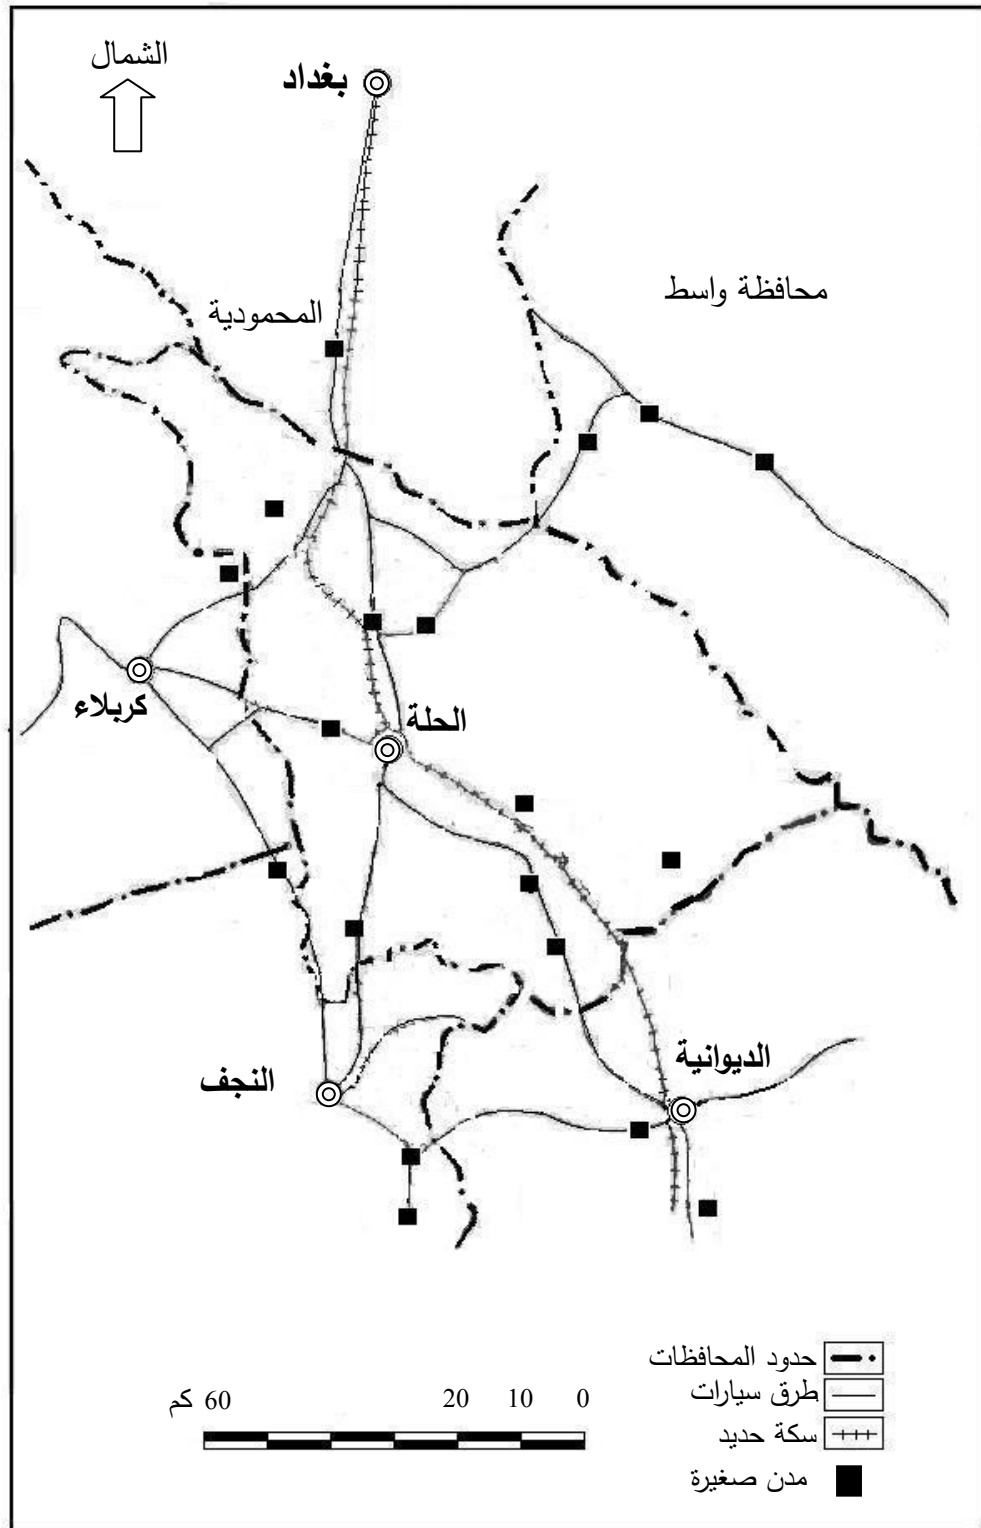 الشمال
بغداد
محافظة واسط
المحمودية
كربلاء
الحلة
الديوانية
النجف
حدود المحافظات
طرق سيارات
سكة حديد
مدن صغيرة
0 10 20 60 كم